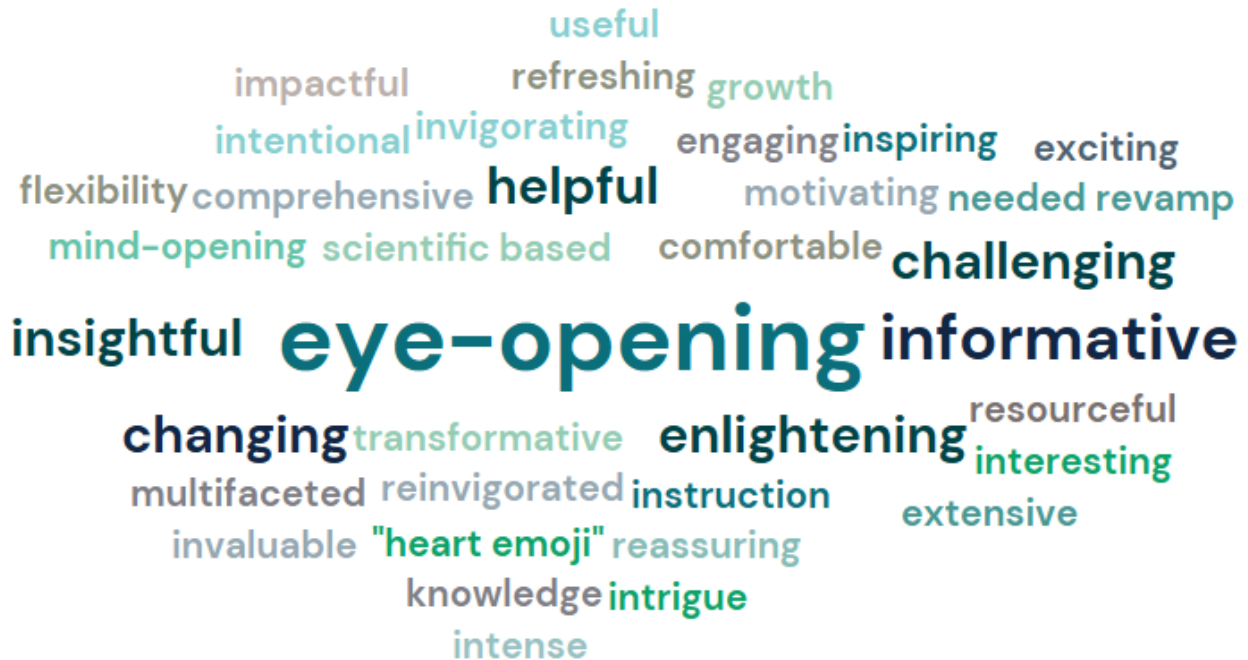 useful
impactful refreshing growth
intentional invigorating engaging inspiring exciting
flexibility comprehensive helpful motivating needed revamp
mind-opening scientific based comfortable challenging
insightful eye-opening informative
changing transformative enlightening resourceful
interesting
multifaceted reinvigorated instruction extensive
invaluable "heart emoji" reassuring
knowledge intrigue
intense